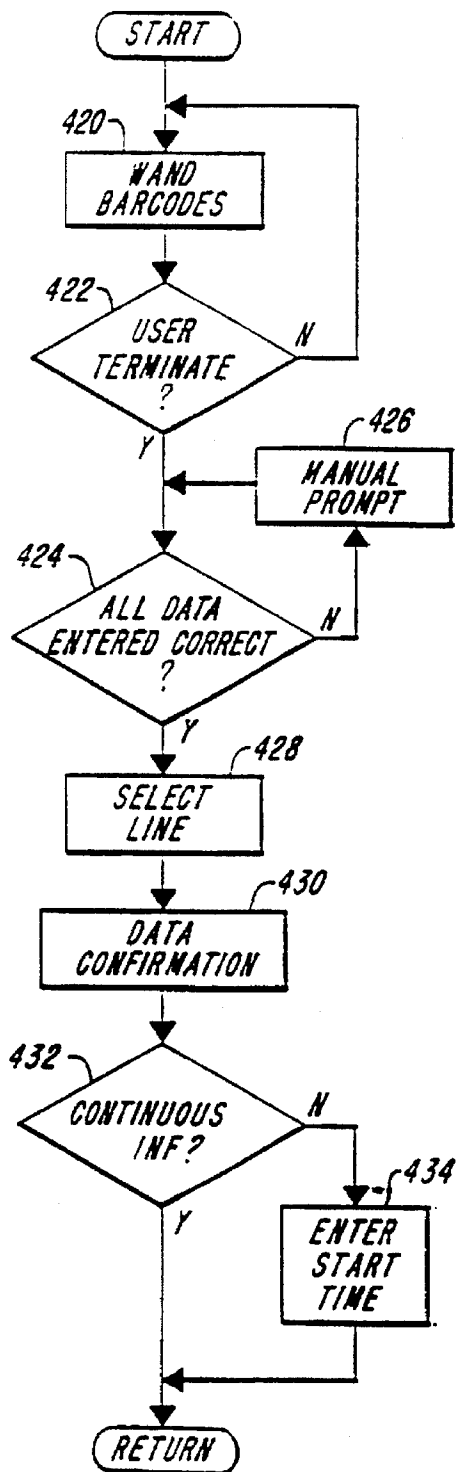 START
420
WAND
BARCODES
422
USER
TERMINATE
?
N
Y
426
MANUAL
PROMPT
424
ALL DATA
ENTERED CORRECT
?
N
Y
428
SELECT
LINE
430
DATA
CONFIRMATION
432
CONTINUOUS
INF?
N
Y
434
ENTER
START
TIME
RETURN